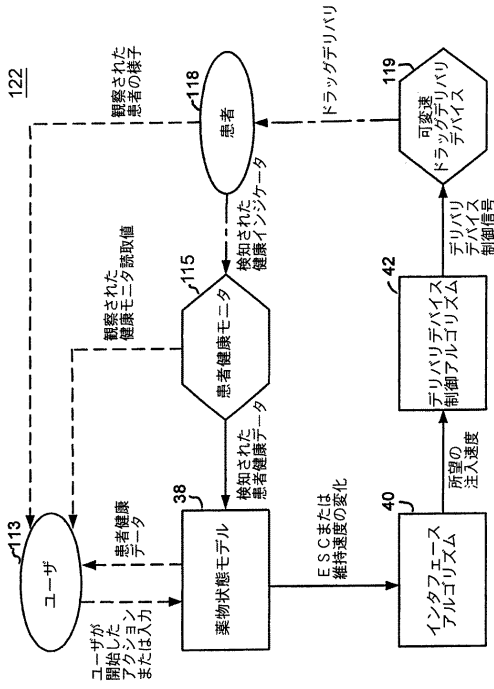 122
観察された
患者の様子
118
患者
ドラッグデリバリ
119
可変速
ドラッグデリバリ
デバイス
観察された
健康モニタ読取値
検知された
健康インジケータ
115
患者健康モニタ
デリバリ
デバイス
制御信号
113
ユーザ
患者健康
データ
検知された
患者健康データ
42
デリバリデバイス
制御アルゴリズム
ユーザが
開始した
アクション
または入力
38
薬物状態モデル
ESCまたは
維持速度の変化
40
インタフェース
アルゴリズム
所望の
注入速度